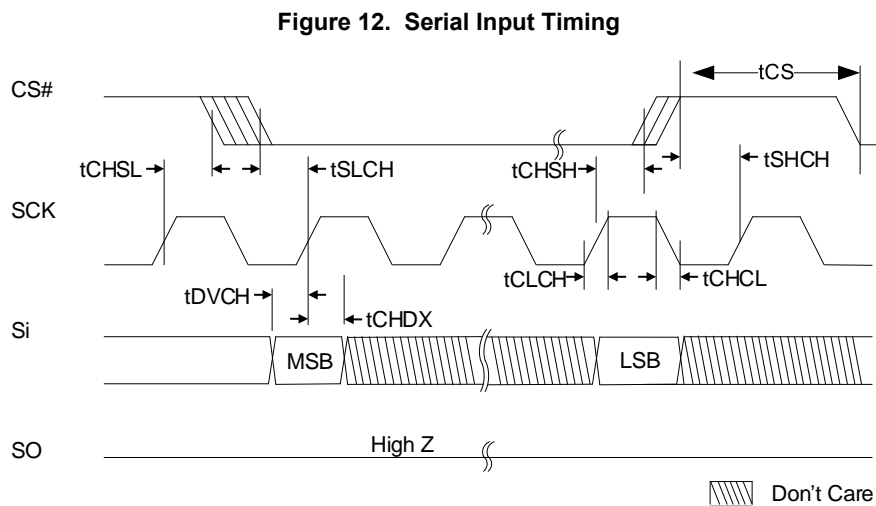 Figure 12. Serial Input Timing
CS#
tCS
tCHSL
tSLCH
tCHSH
tSHCH
SCK
tCLCH
tCHCL
tDVCH
tCHDX
Si
MSB
LSB
SO
High Z
Don't Care